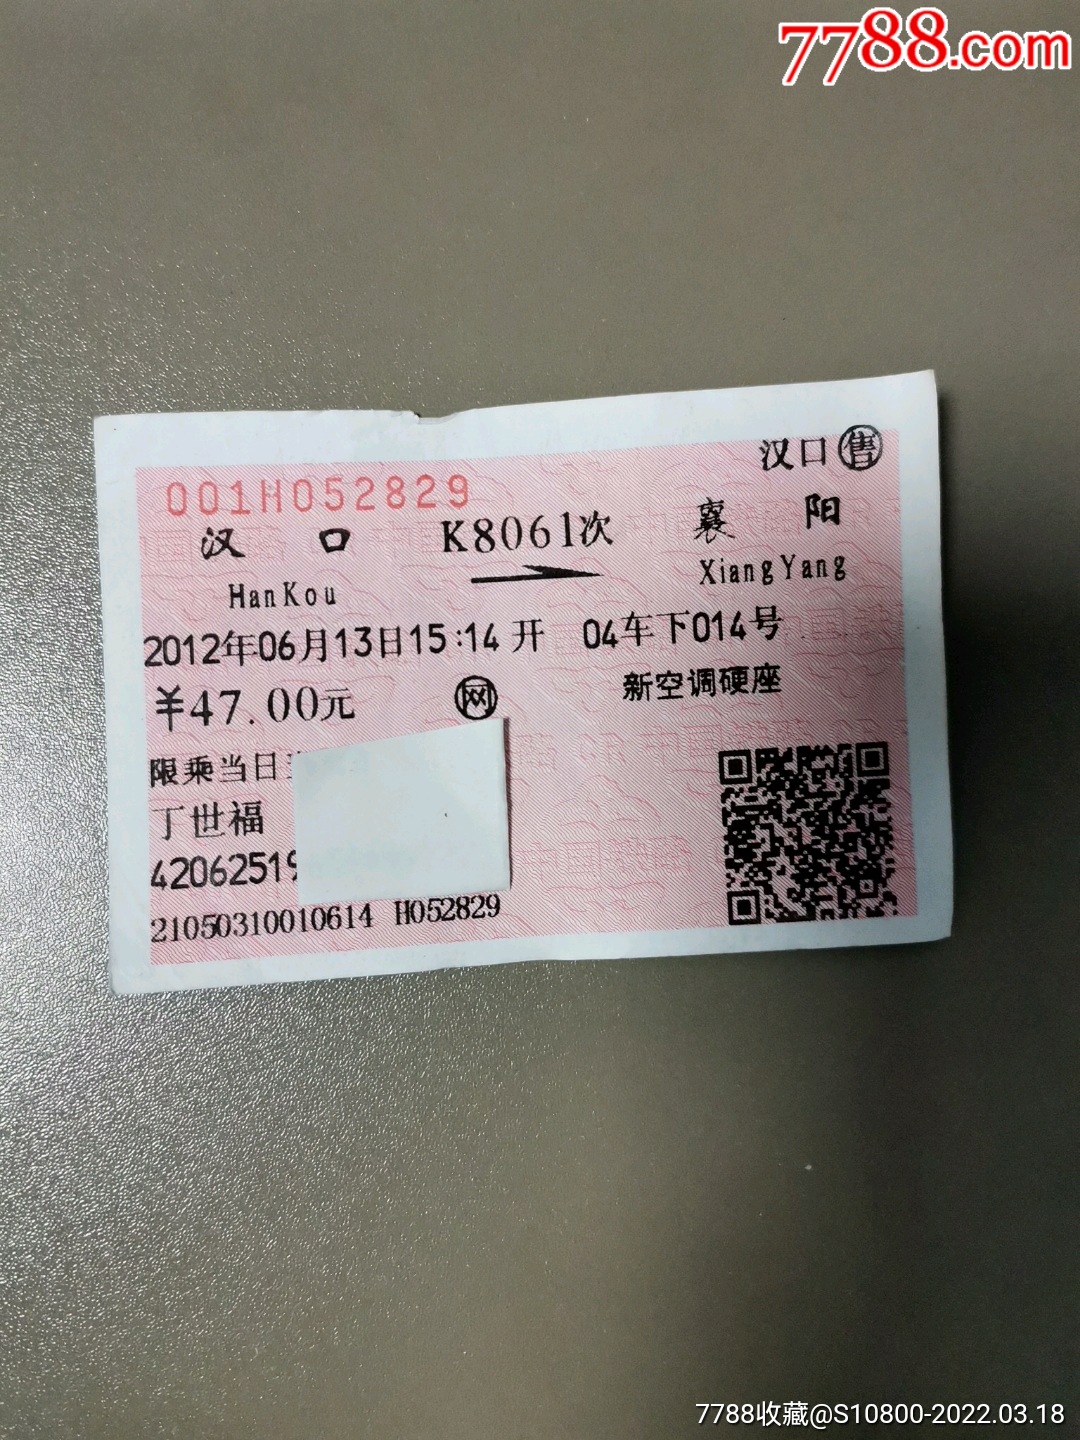 7788.com
汉口售
001H052829
汉口 K8061次 襄阳
HanKou XiangYang
2012年06月13日15:14开 04车下014号
¥47.00元 网 新空调硬座
限乘当日
丁世福
42062519
21050310010614 H052829
7788收藏@S10800-2022.03.18